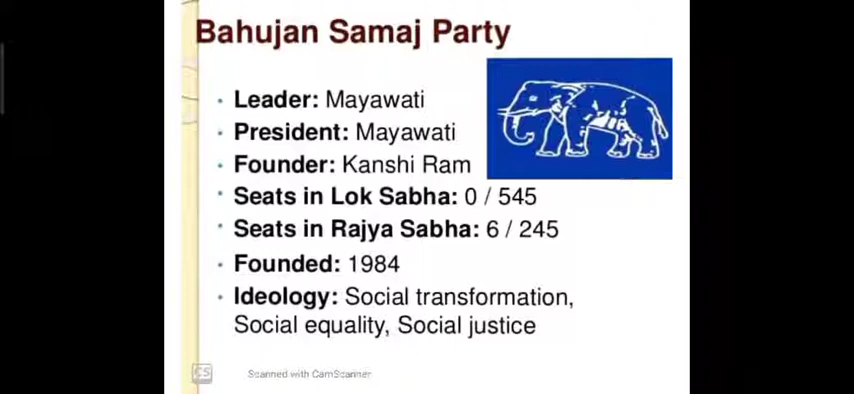 Bahujan Samaj Party
• Leader: Mayawati
• President: Mayawati
• Founder: Kanshi Ram
• Seats in Lok Sabha: 0 / 545
• Seats in Rajya Sabha: 6 / 245
• Founded: 1984
• Ideology: Social transformation,
Social equality, Social justice
CS Scanned with CamScanner